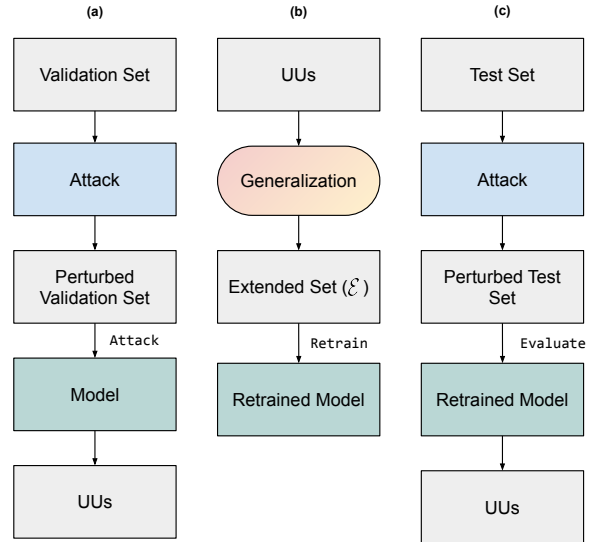 (a)
Validation Set
Attack
Perturbed
Validation Set
Attack
Model
UUs
(b)
UUs
Generalization
Extended Set (ℰ)
Retrain
Retrained Model
(c)
Test Set
Attack
Perturbed Test
Set
Evaluate
Retrained Model
UUs